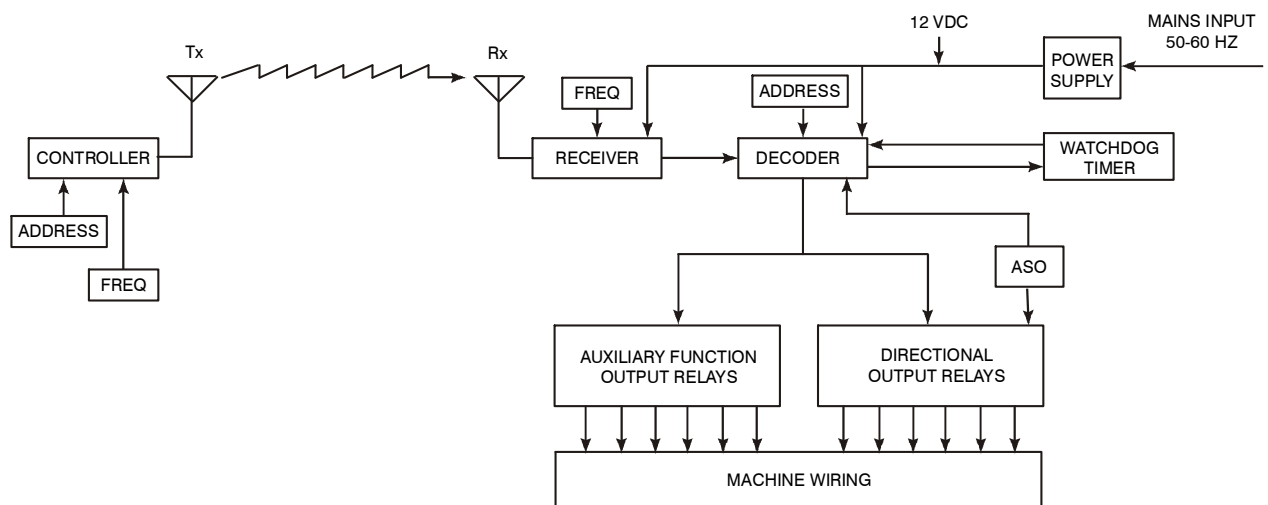 12 VDC
MAINS INPUT
50-60 HZ
Tx
Rx
POWER
SUPPLY
FREQ
ADDRESS
CONTROLLER
RECEIVER
DECODER
WATCHDOG
TIMER
ADDRESS
FREQ
ASO
AUXILIARY FUNCTION
OUTPUT RELAYS
DIRECTIONAL
OUTPUT RELAYS
MACHINE WIRING